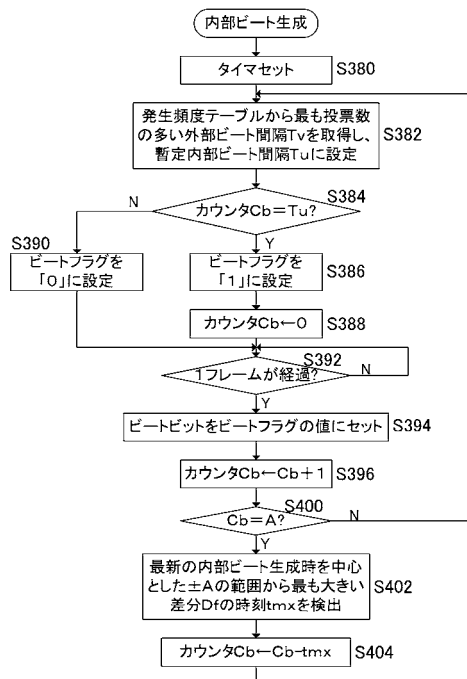 内部ビート生成
タイマセット
S380
発生頻度テーブルから最も投票数
の多い外部ビート間隔Tvを取得し、
暫定内部ビート間隔Tuに設定
S382
S384
カウンタCb=Tu?
N
Y
S390
ビートフラグを
「0」に設定
ビートフラグを
「1」に設定
S386
カウンタCb←0
S388
S392
1フレームが経過?
N
Y
ビートビットをビートフラグの値にセット
S394
カウンタCb←Cb+1
S396
S400
Cb=A?
N
Y
最新の内部ビート生成時を中心
とした±Aの範囲から最も大きい
差分Dfの時刻tmxを検出
S402
カウンタCb←Cb-tmx
S404